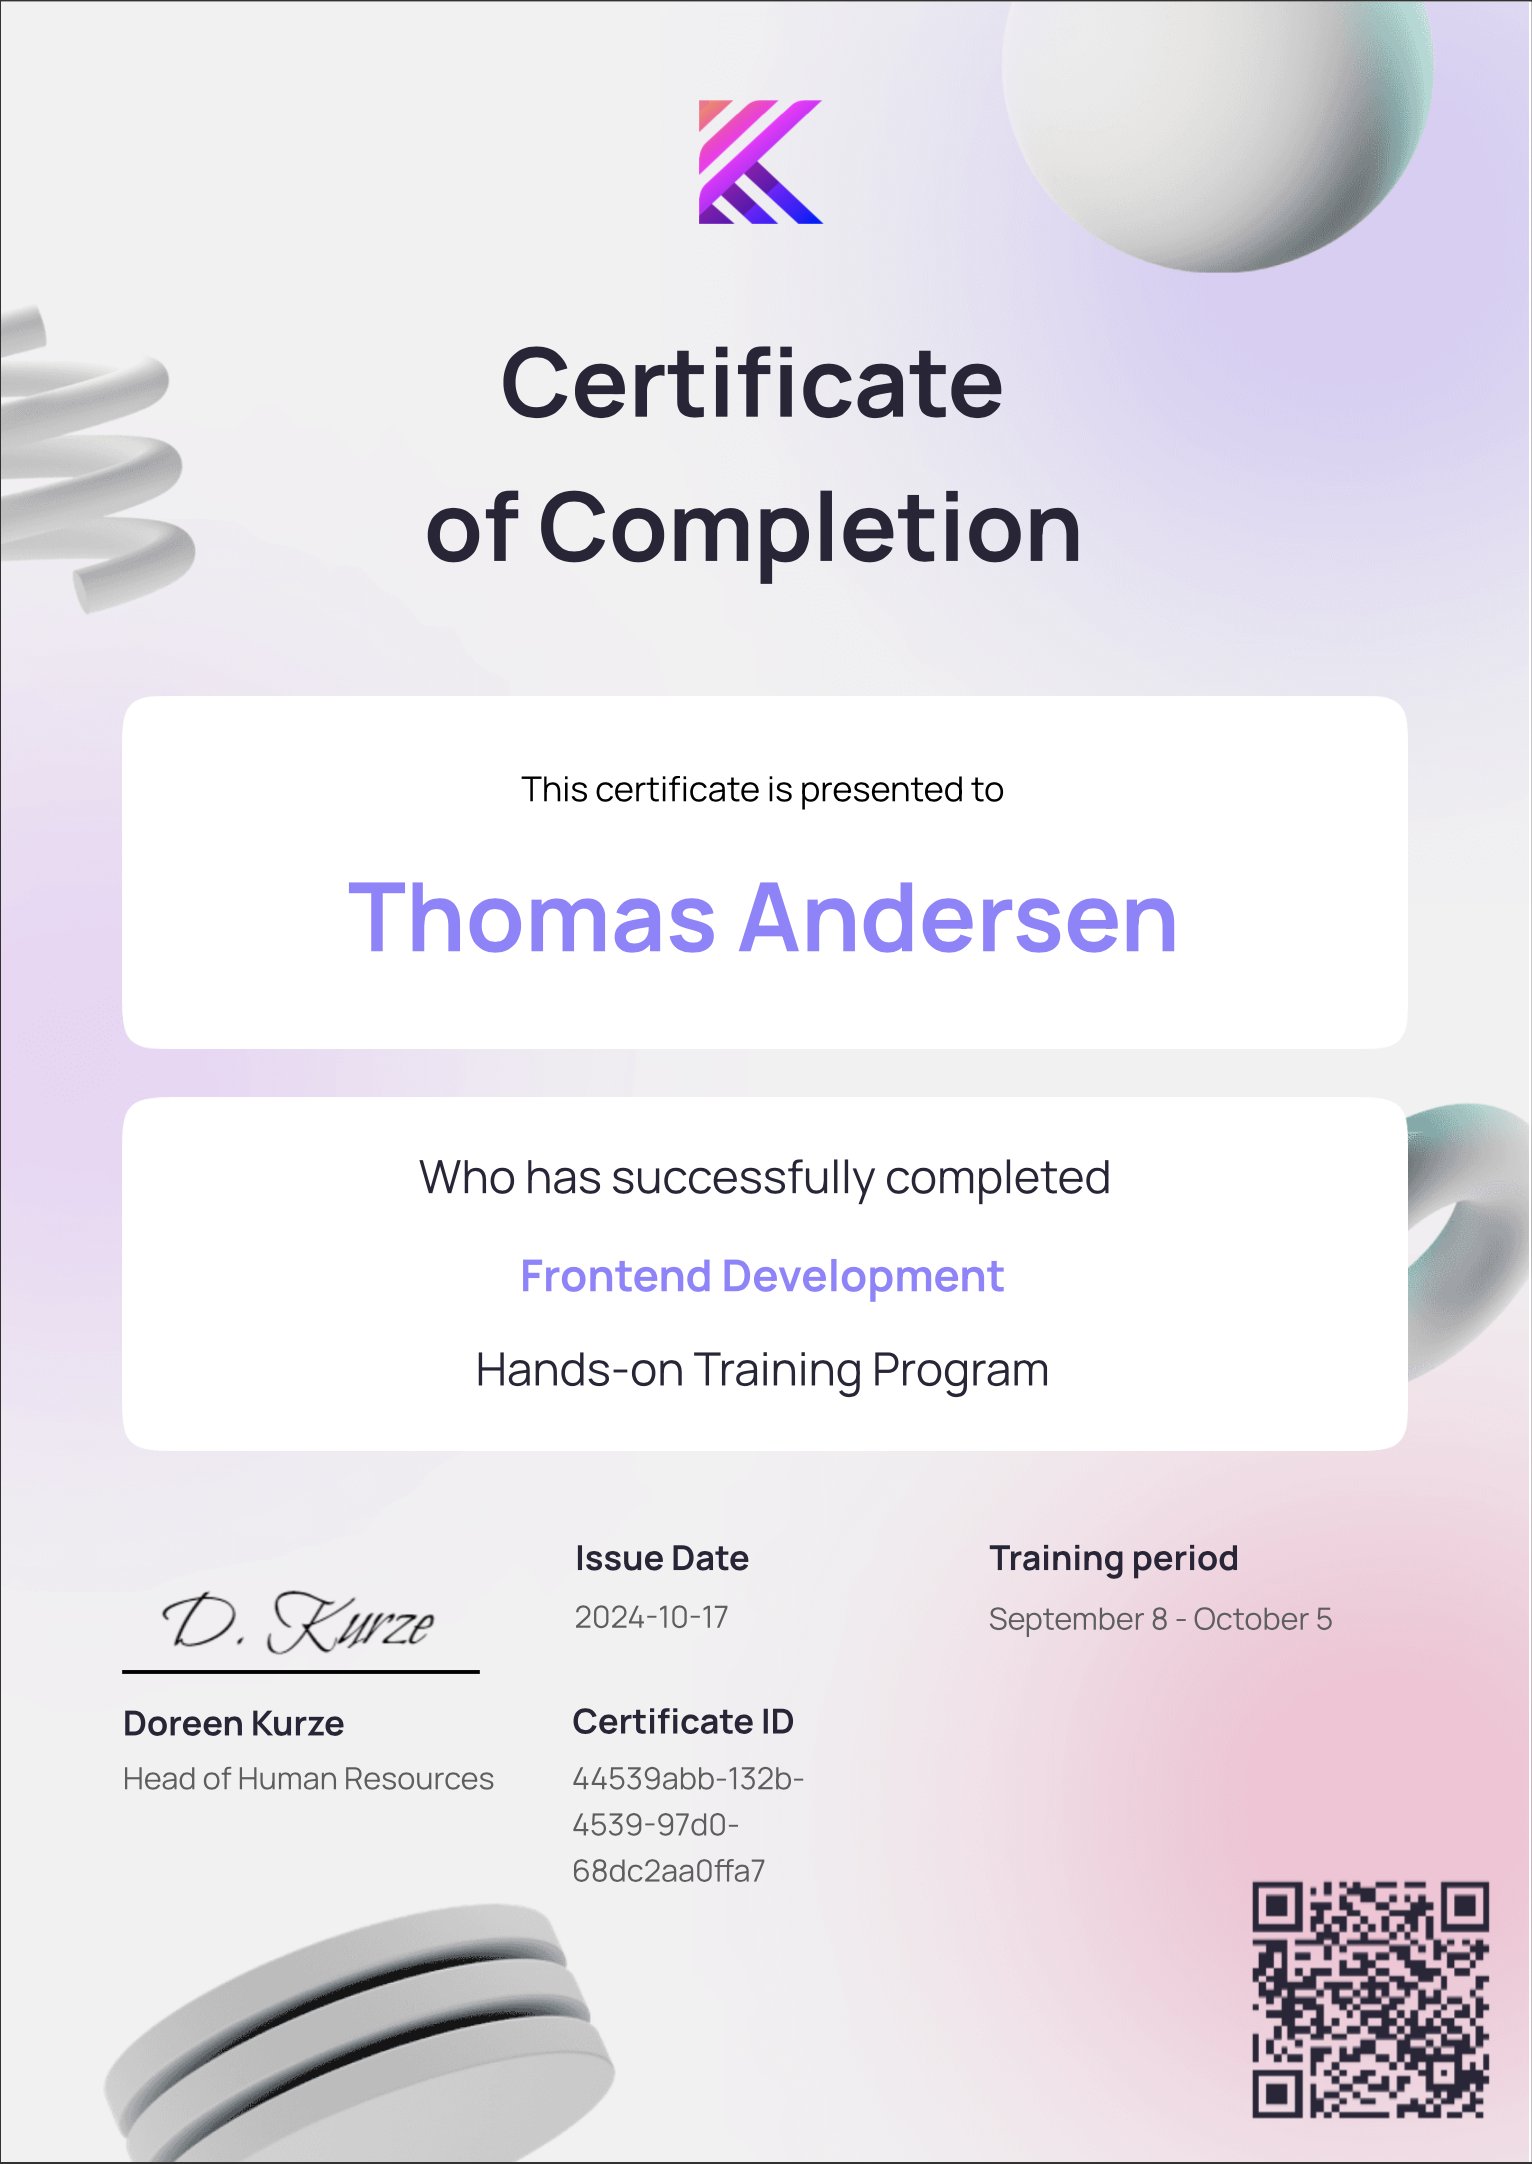 Certificate
of Completion
This certificate is presented to
Thomas Andersen
Who has successfully completed
Frontend Development
Hands-on Training Program
D. Kurze
Doreen Kurze
Head of Human Resources
Issue Date
2024-10-17
Training period
September 8 - October 5
Certificate ID
44539abb-132b-
4539-97d0-
68dc2aa0ffa7